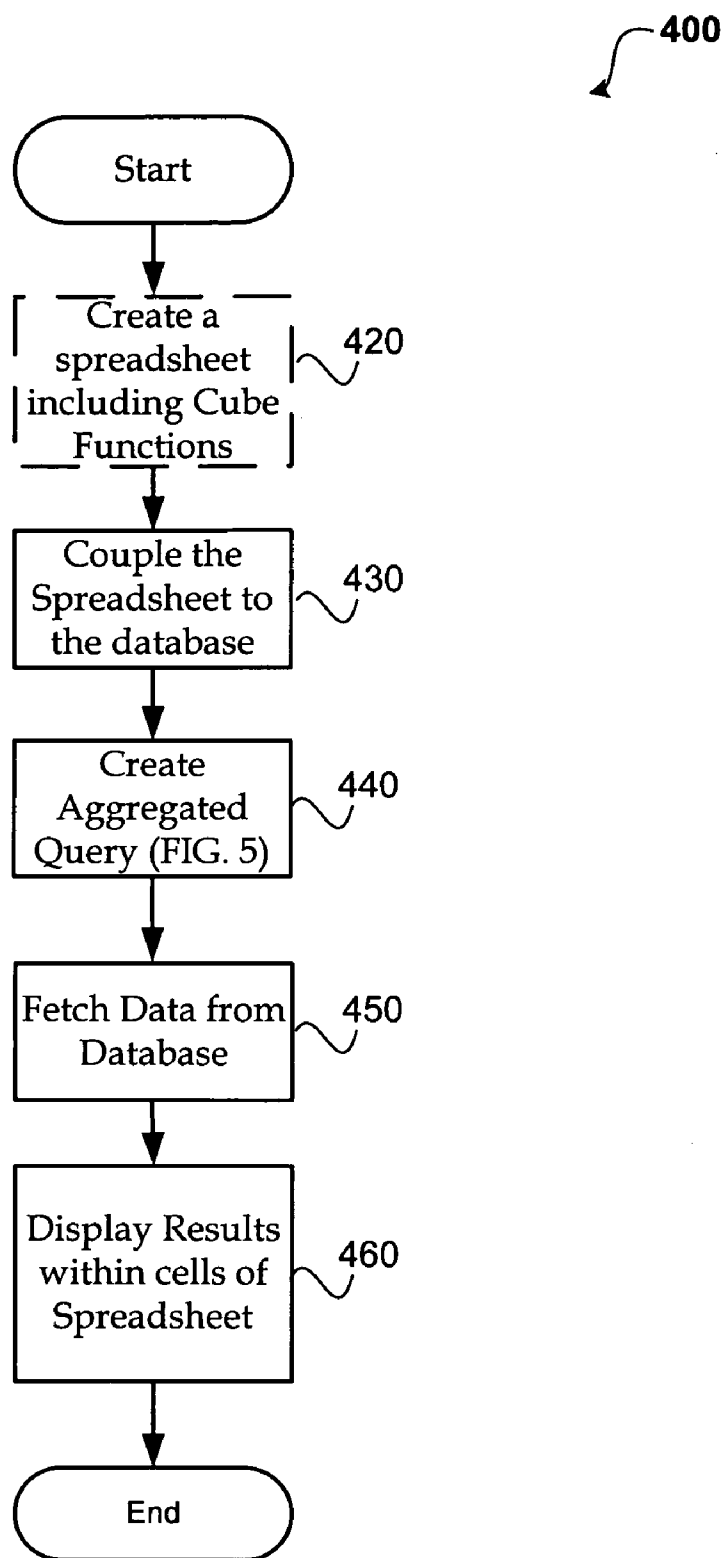 400
Start
Create a
spreadsheet
including Cube
Functions
420
Couple the
Spreadsheet to
the database
430
Create
Aggregated
Query (FIG. 5)
440
Fetch Data from
Database
450
Display Results
within cells of
Spreadsheet
460
End